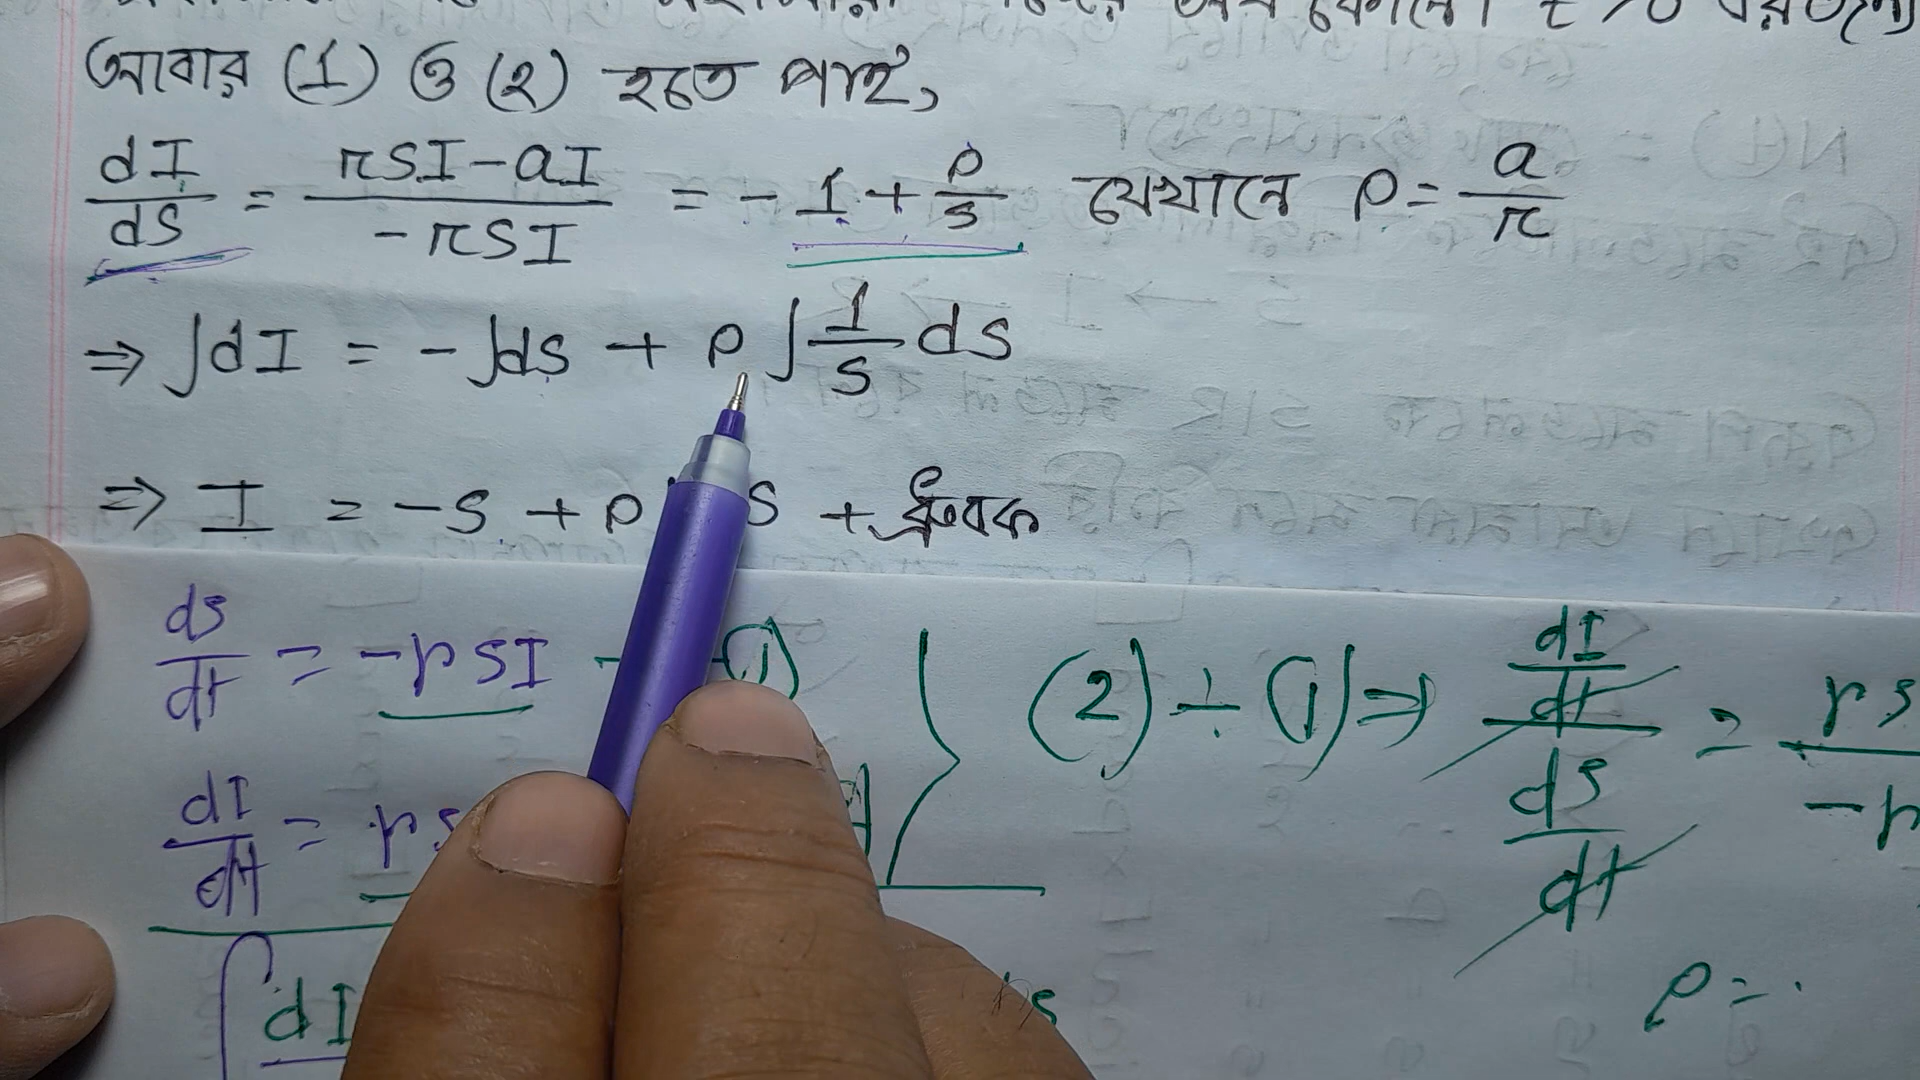 আবার (1) ও (২) হতে পাই,
dI/dS = (rSI - aI)/(-rSI) = -1 + ρ/s যেখানে ρ = a/r
⇒ ∫dI = -∫ds + ρ ∫ 1/s ds
⇒ I = -s + ρ s + ধ্রুবক
ds/dt = -rSI - (1)
dI/dt = rs
(2) ÷ (1) ⇒ (dI/dt)/(dS/dt) = rs/-r
ρ =
∫ dI